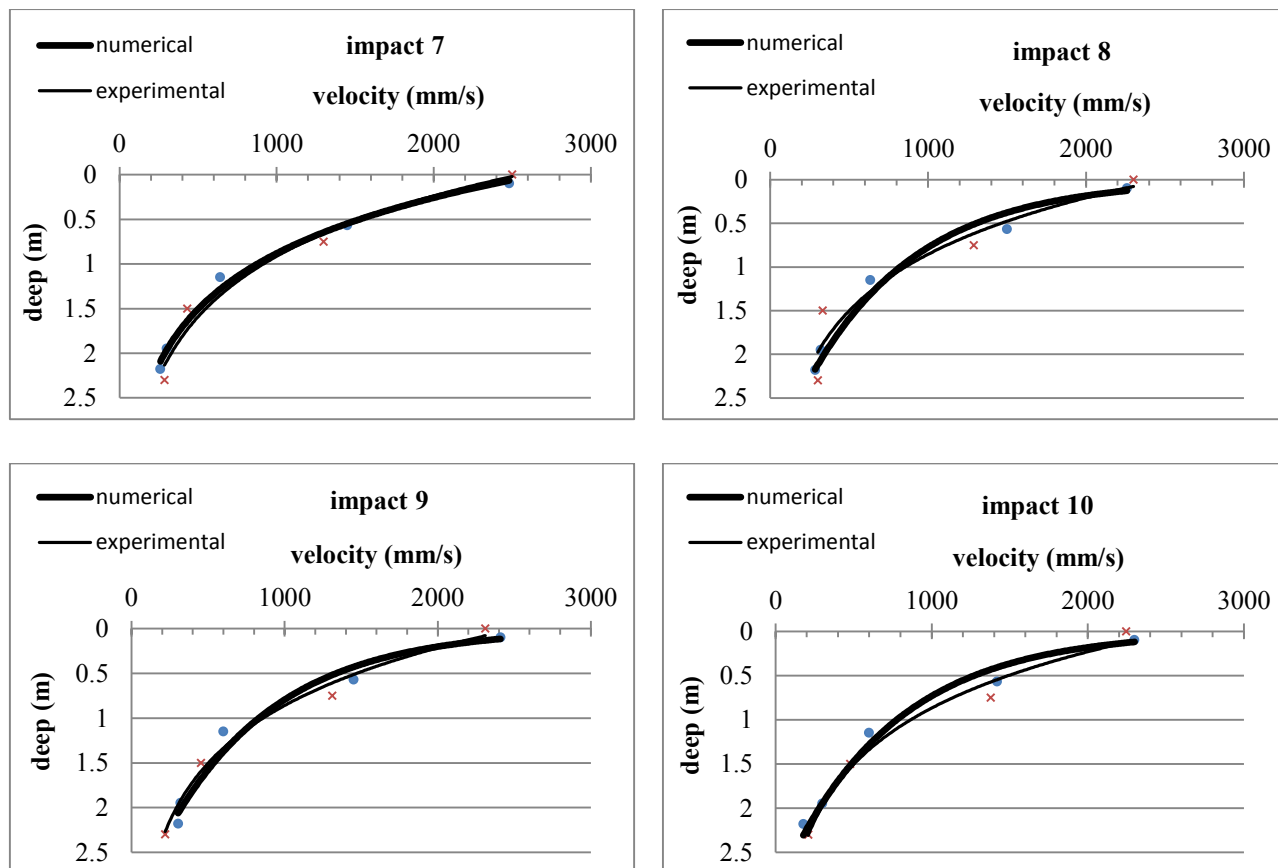 numerical
experimental
impact 7
velocity (mm/s)
0 1000 2000 3000
0
0.5
1
1.5
2
2.5
deep (m)
numerical
experimental
impact 8
velocity (mm/s)
0 1000 2000 3000
0
0.5
1
1.5
2
2.5
deep (m)
numerical
experimental
impact 9
velocity (mm/s)
0 1000 2000 3000
0
0.5
1
1.5
2
2.5
deep (m)
numerical
experimental
impact 10
velocity (mm/s)
0 1000 2000 3000
0
0.5
1
1.5
2
2.5
deep (m)